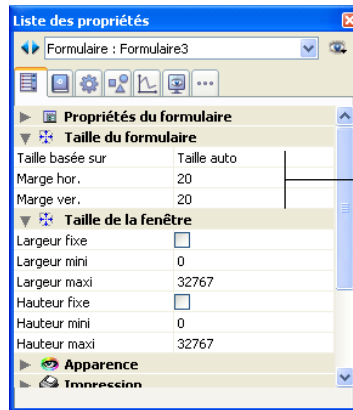 Liste des propriétés
Formulaire : Formulaire3
Propriétés du formulaire
Taille du formulaire
Taille basée sur Taille auto
Marge hor. 20
Marge ver. 20
Taille de la fenêtre
Largeur fixe
Largeur mini 0
Largeur maxi 32767
Hauteur fixe
Hauteur mini 0
Hauteur maxi 32767
Apparence
Impression